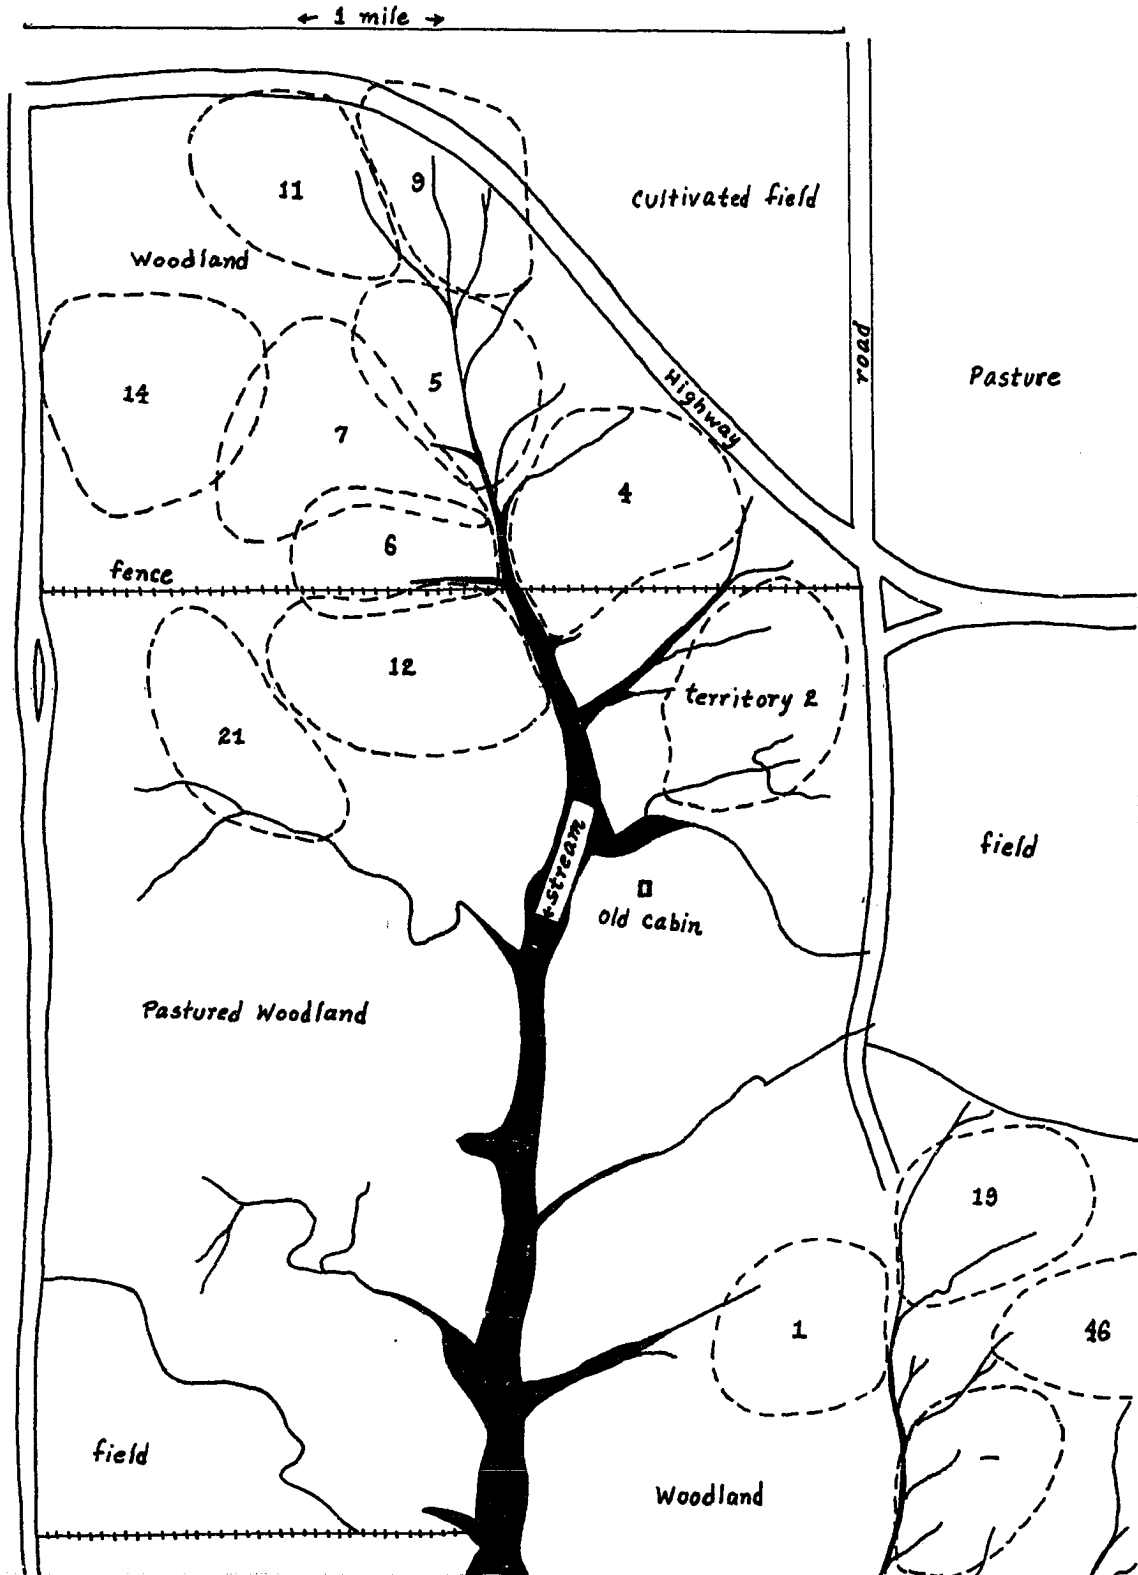 ← 1 mile →
11
9
cultivated field
Woodland
14
5
7
Highway
road
Pasture
4
6
fence
12
territory 2
21
stream
field
old cabin
Pastured Woodland
19
1
46
field
Woodland